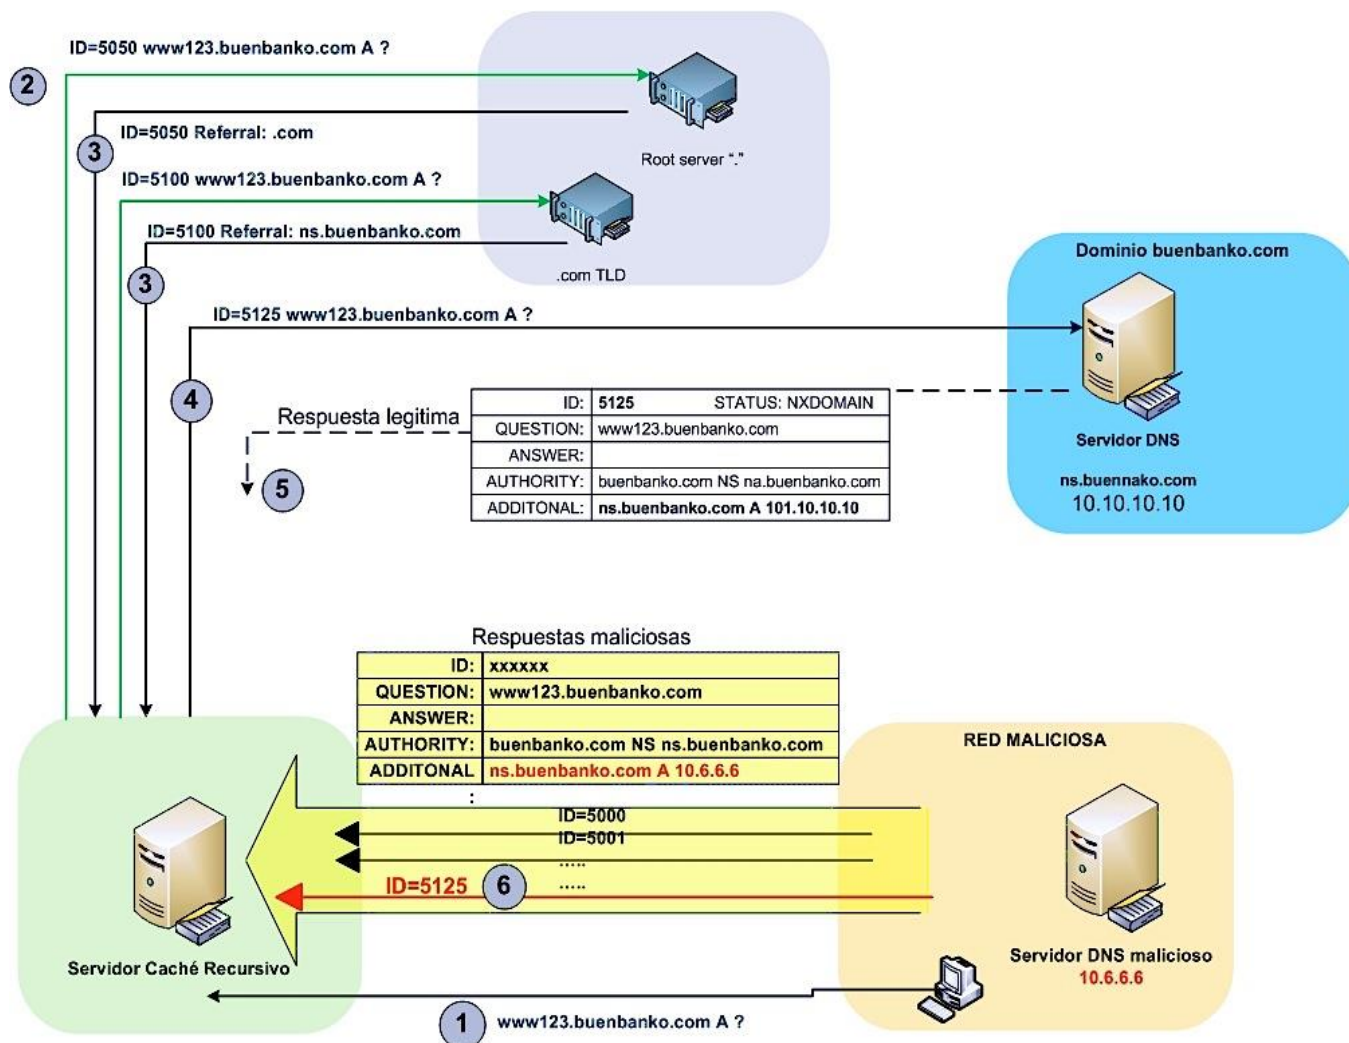 ID=5050 www123.buenbanko.com A ?
2
ID=5050 Referral: .com
3
Root server “.”
ID=5100 www123.buenbanko.com A ?
ID=5100 Referral: ns.buenbanko.com
3
.com TLD
Dominio buenbanko.com
ID=5125 www123.buenbanko.com A ?
4
Respuesta legitima
5
ID: 5125 STATUS: NXDOMAIN
QUESTION: www123.buenbanko.com
ANSWER:
AUTHORITY: buenbanko.com NS na.buenbanko.com
ADDITONAL: ns.buenbanko.com A 101.10.10.10
Servidor DNS
ns.buennako.com
10.10.10.10
Respuestas maliciosas
ID: xxxxxx
QUESTION: www123.buenbanko.com
ANSWER:
AUTHORITY: buenbanko.com NS ns.buenbanko.com
ADDITONAL ns.buenbanko.com A 10.6.6.6
:
ID=5000
ID=5001
.....
.....
ID=5125
6
RED MALICIOSA
Servidor DNS malicioso
10.6.6.6
Servidor Caché Recursivo
1
www123.buenbanko.com A ?